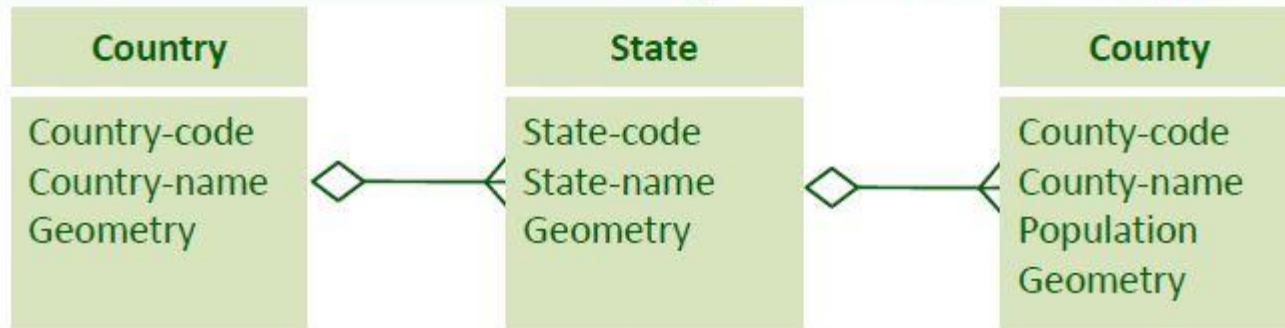 Country
Country-code
Country-name
Geometry
State
State-code
State-name
Geometry
County
County-code
County-name
Population
Geometry